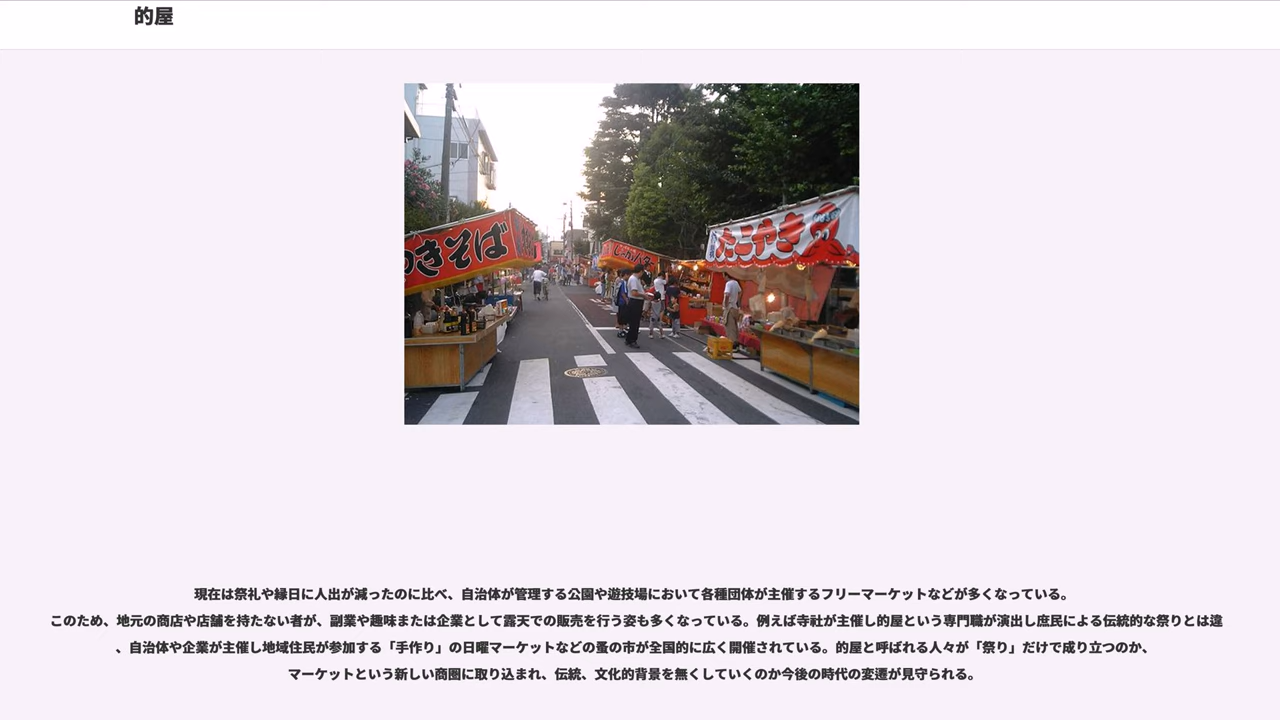 的屋
やきそば
じゃがバター
たこやき
現在は祭礼や縁日に人出が減ったのに比べ、自治体が管理する公園や遊技場において各種団体が主催するフリーマーケットなどが多くなっている。
このため、地元の商店や店舗を持たない者が、副業や趣味または企業として露天での販売を行う姿も多くなっている。例えば寺社が主催し的屋という専門職が演出し庶民による伝統的な祭りとは違
、自治体や企業が主催し地域住民が参加する「手作り」の日曜マーケットなどの蚤の市が全国的に広く開催されている。的屋と呼ばれる人々が「祭り」だけで成り立つのか、
マーケットという新しい商圏に取り込まれ、伝統、文化的背景を無くしていくのか今後の時代の変遷が見守られる。